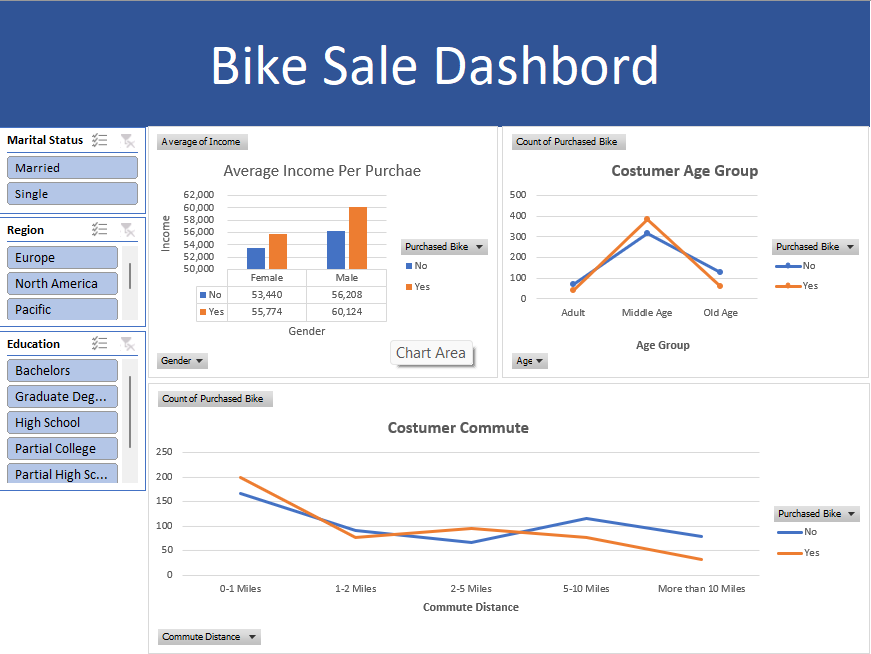 Bike Sale Dashbord
Marital Status
Married
Single
Region
Europe
North America
Pacific
Education
Bachelors
Graduate Deg...
High School
Partial College
Partial High Sc...
Average of Income
Average Income Per Purchae
Income
62,000
60,000
58,000
56,000
54,000
52,000
50,000
Female Male
No 53,440 56,208
Yes 55,774 60,124
Gender
Purchased Bike
No
Yes
Chart Area
Gender
Count of Purchased Bike
Costumer Age Group
500
400
300
200
100
0
Adult Middle Age Old Age
Age Group
Purchased Bike
No
Yes
Age
Count of Purchased Bike
Costumer Commute
250
200
150
100
50
0
0-1 Miles 1-2 Miles 2-5 Miles 5-10 Miles More than 10 Miles
Commute Distance
Purchased Bike
No
Yes
Commute Distance